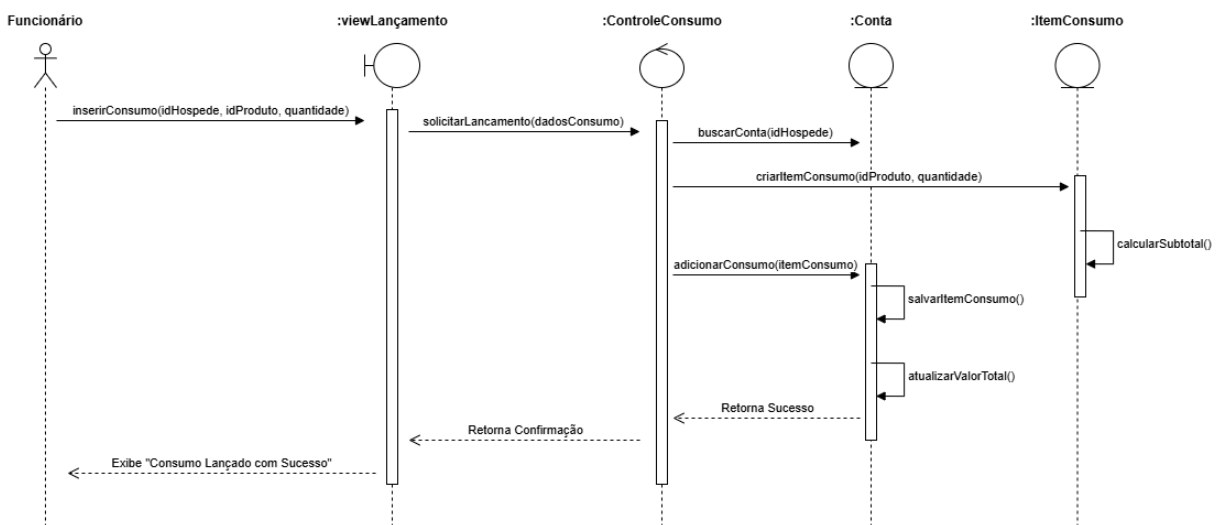 Funcionário
:viewLançamento
:ControleConsumo
:Conta
:ItemConsumo
inserirConsumo(idHospede, idProduto, quantidade)
solicitarLancamento(dadosConsumo)
buscarConta(idHospede)
criarItemConsumo(idProduto, quantidade)
calcularSubtotal()
adicionarConsumo(itemConsumo)
salvarItemConsumo()
atualizarValorTotal()
Retorna Sucesso
Retorna Confirmação
Exibe "Consumo Lançado com Sucesso"